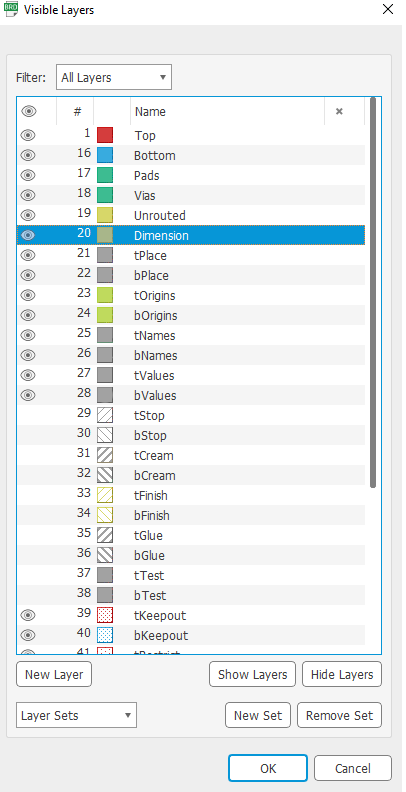 BRD Visible Layers
Filter: All Layers
# Name
1 Top
16 Bottom
17 Pads
18 Vias
19 Unrouted
20 Dimension
21 tPlace
22 bPlace
23 tOrigins
24 bOrigins
25 tNames
26 bNames
27 tValues
28 bValues
29 tStop
30 bStop
31 tCream
32 bCream
33 tFinish
34 bFinish
35 tGlue
36 bGlue
37 tTest
38 bTest
39 tKeepout
40 bKeepout
41 tRestrict
New Layer Show Layers Hide Layers
Layer Sets New Set Remove Set
OK Cancel